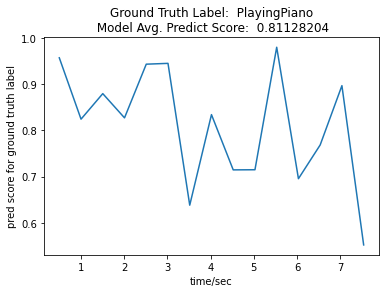 Ground Truth Label:  PlayingPiano
Model Avg. Predict Score:  0.81128204
pred score for ground truth label
1.0
0.9
0.8
0.7
0.6
1 2 3 4 5 6 7
time/sec